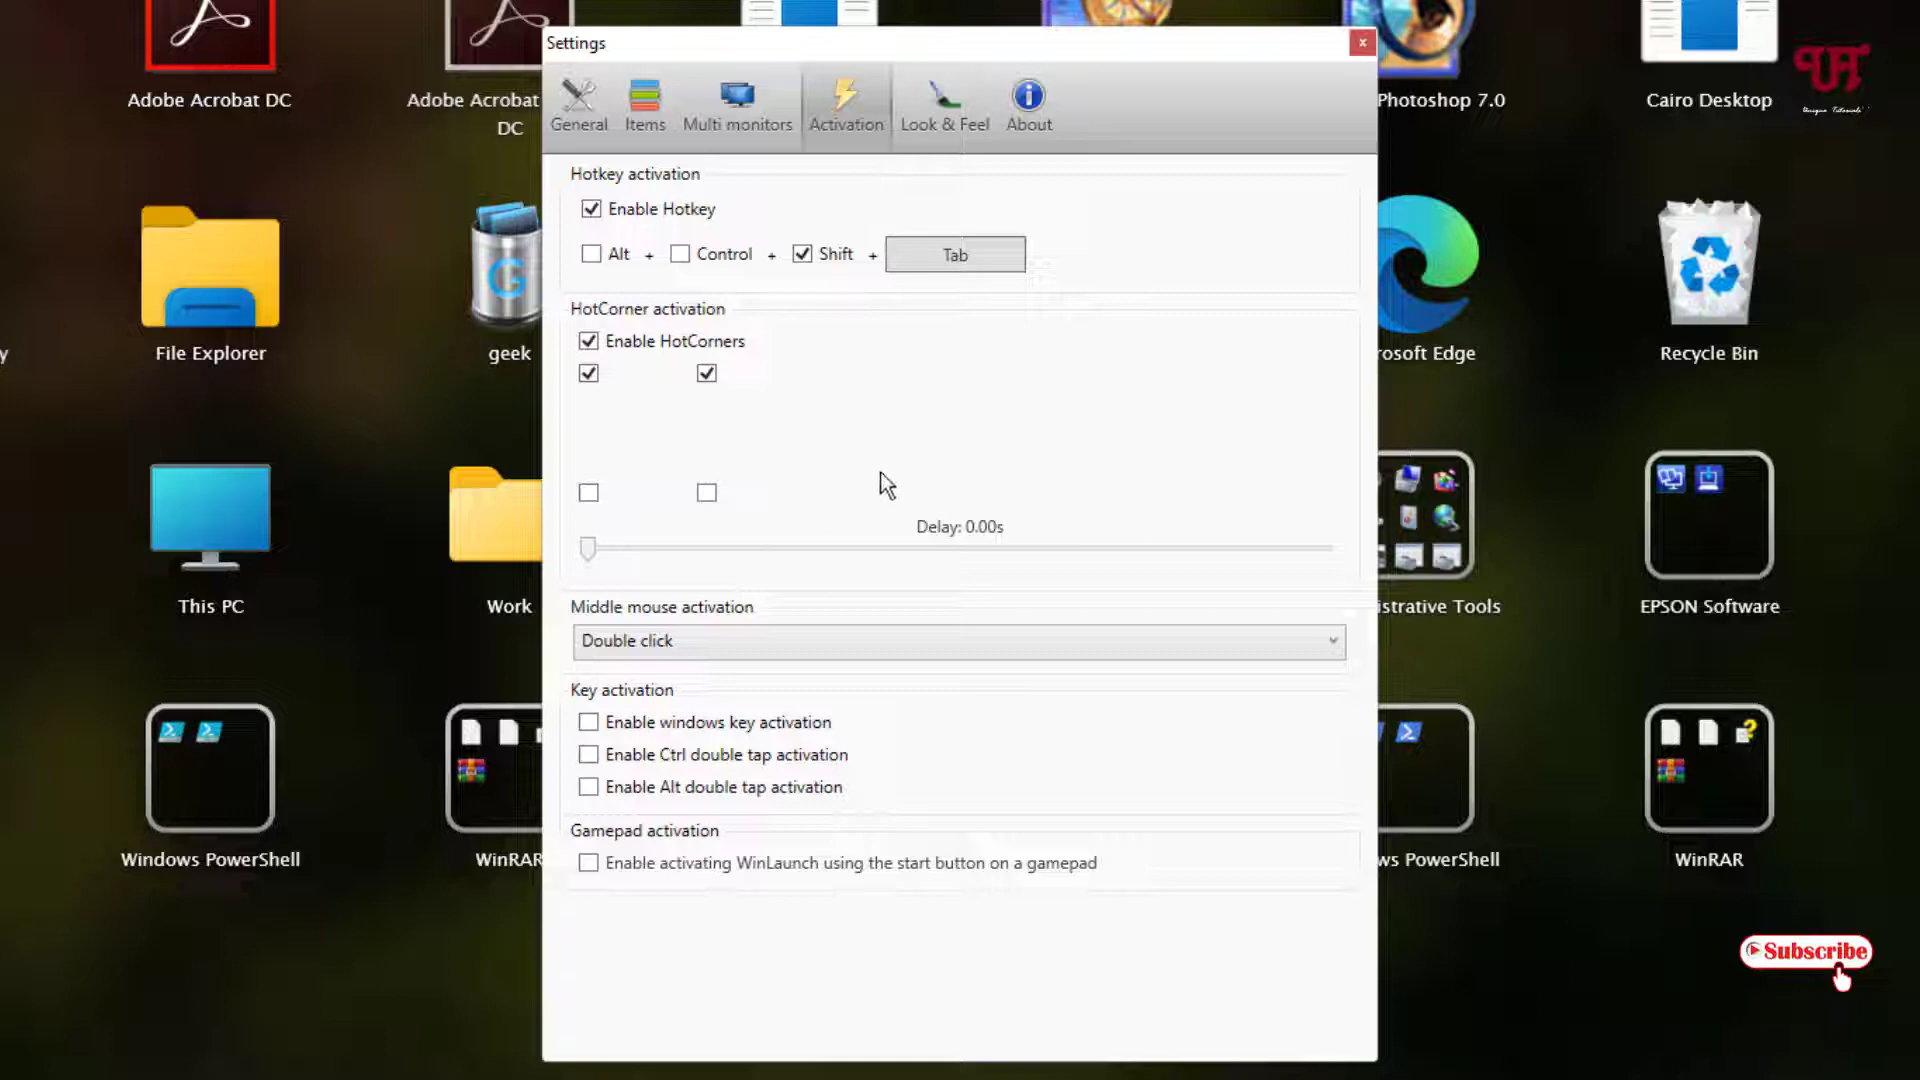 Settings
General
Items
Multi monitors
Activation
Look & Feel
About
Hotkey activation
Enable Hotkey
Alt + Control + Shift + Tab
HotCorner activation
Enable HotCorners
Delay: 0.00s
Middle mouse activation
Double click
Key activation
Enable windows key activation
Enable Ctrl double tap activation
Enable Alt double tap activation
Gamepad activation
Enable activating WinLaunch using the start button on a gamepad
Adobe Acrobat DC
Adobe Acrobat
DC
Photoshop 7.0
Cairo Desktop
UT
Unique Tutorials
y
File Explorer
geek
G
rosoft Edge
Recycle Bin
This PC
Work
istrative Tools
EPSON Software
Windows PowerShell
WinRAR
ws PowerShell
WinRAR
Subscribe